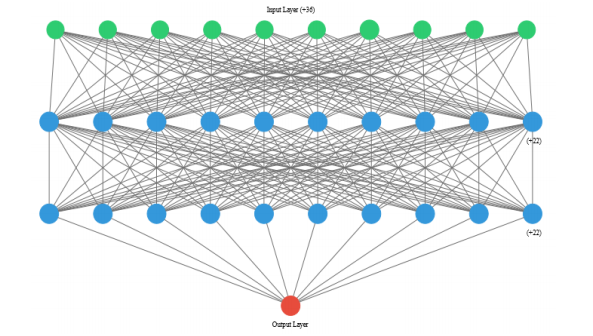 Input Layer (+36)
(+22)
(+22)
Output Layer